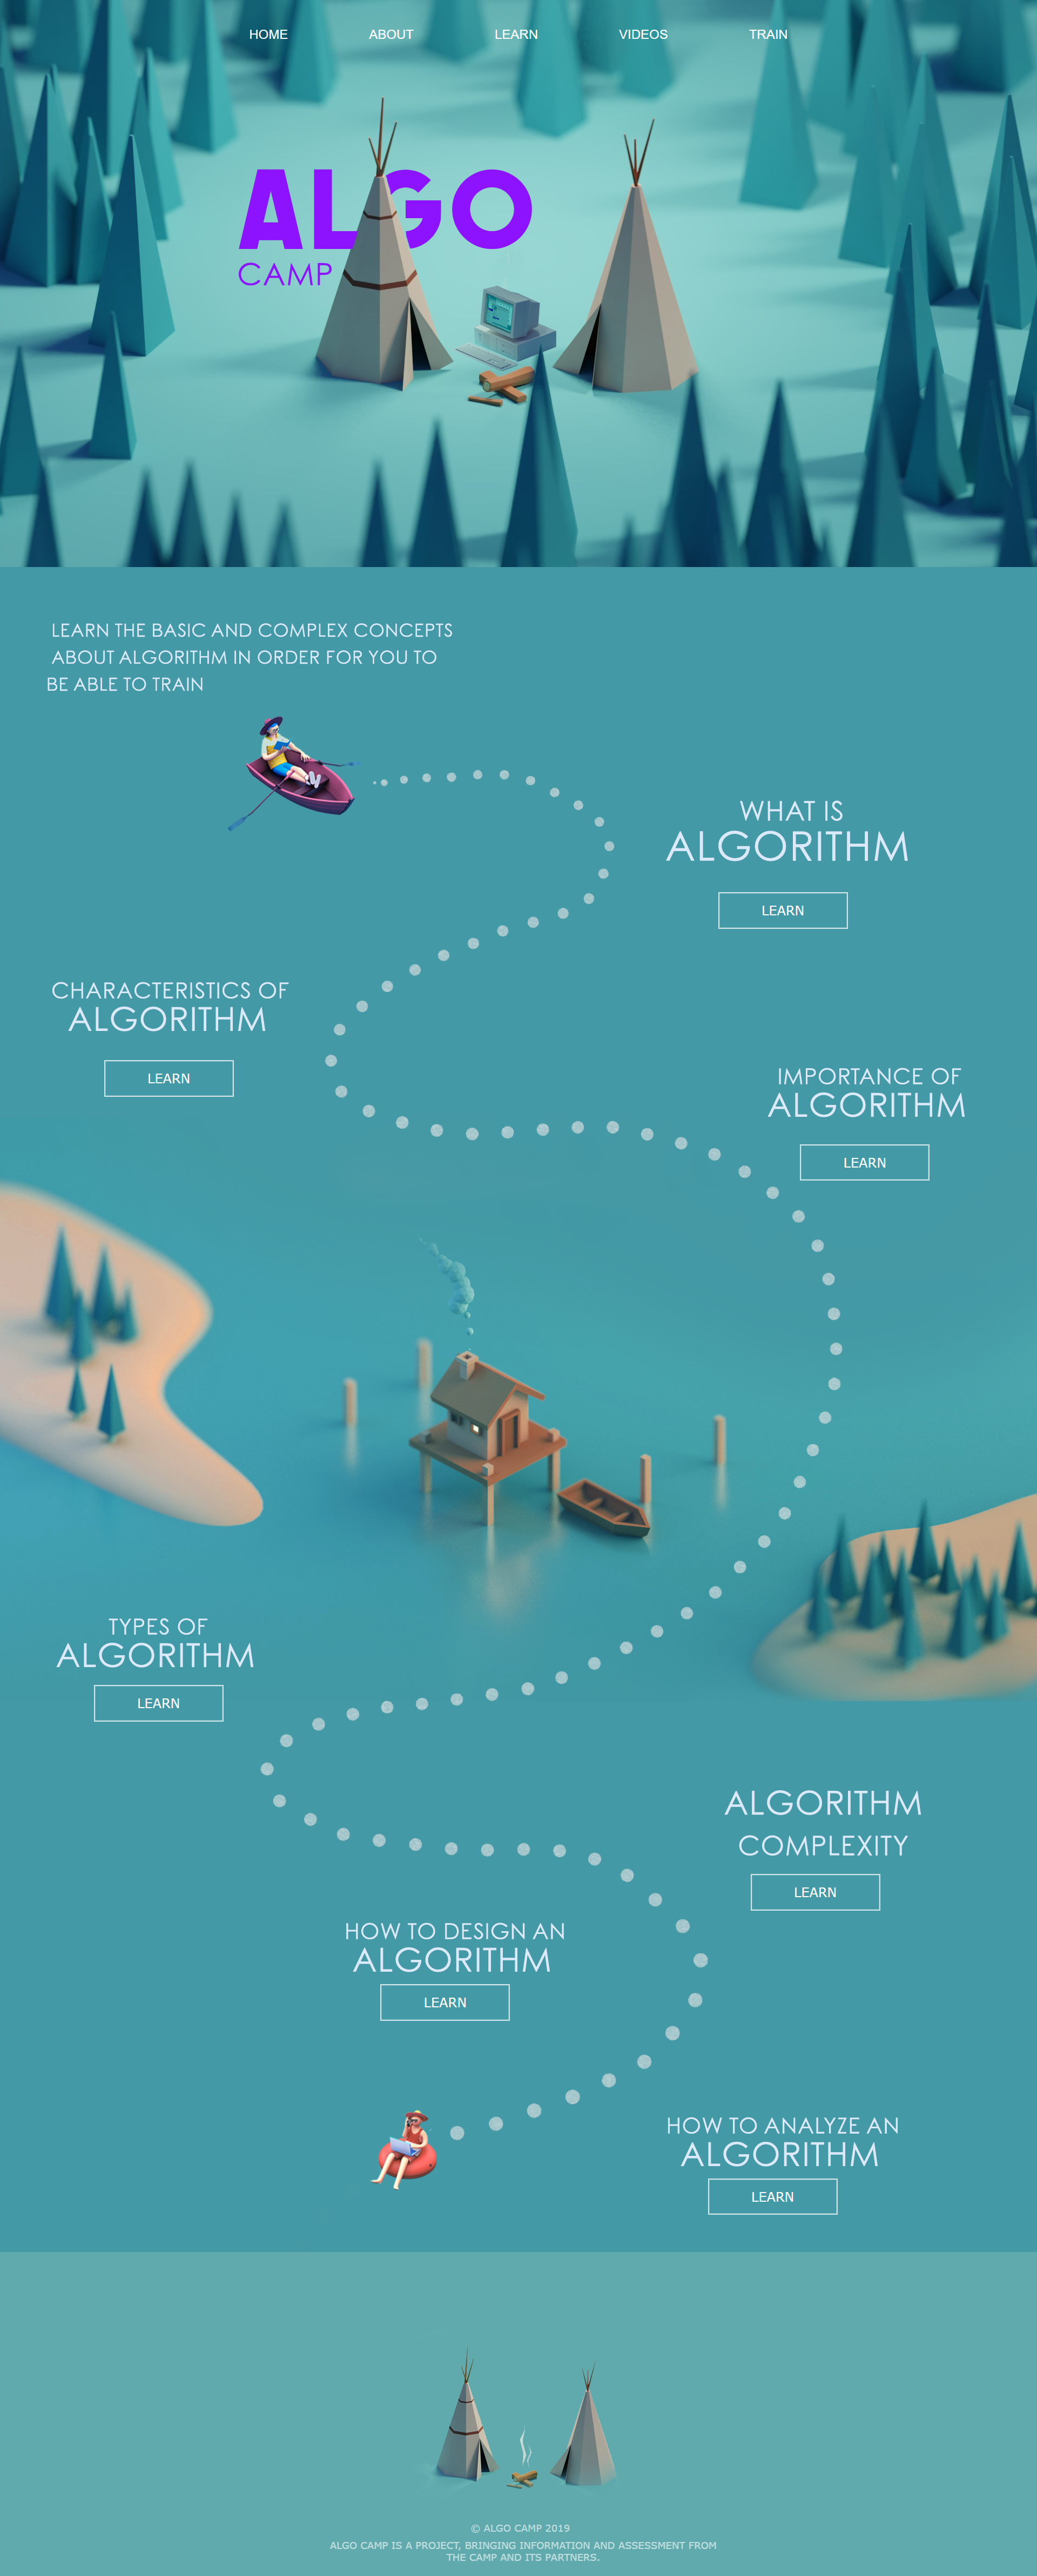 HOME ABOUT LEARN VIDEOS TRAIN
ALGO
CAMP
LEARN THE BASIC AND COMPLEX CONCEPTS
ABOUT ALGORITHM IN ORDER FOR YOU TO
BE ABLE TO TRAIN
WHAT IS
ALGORITHM
LEARN
CHARACTERISTICS OF
ALGORITHM
LEARN
IMPORTANCE OF
ALGORITHM
LEARN
TYPES OF
ALGORITHM
LEARN
ALGORITHM
COMPLEXITY
LEARN
HOW TO DESIGN AN
ALGORITHM
LEARN
HOW TO ANALYZE AN
ALGORITHM
LEARN
© ALGO CAMP 2019
ALGO CAMP IS A PROJECT, BRINGING INFORMATION AND ASSESSMENT FROM
THE CAMP AND ITS PARTNERS.